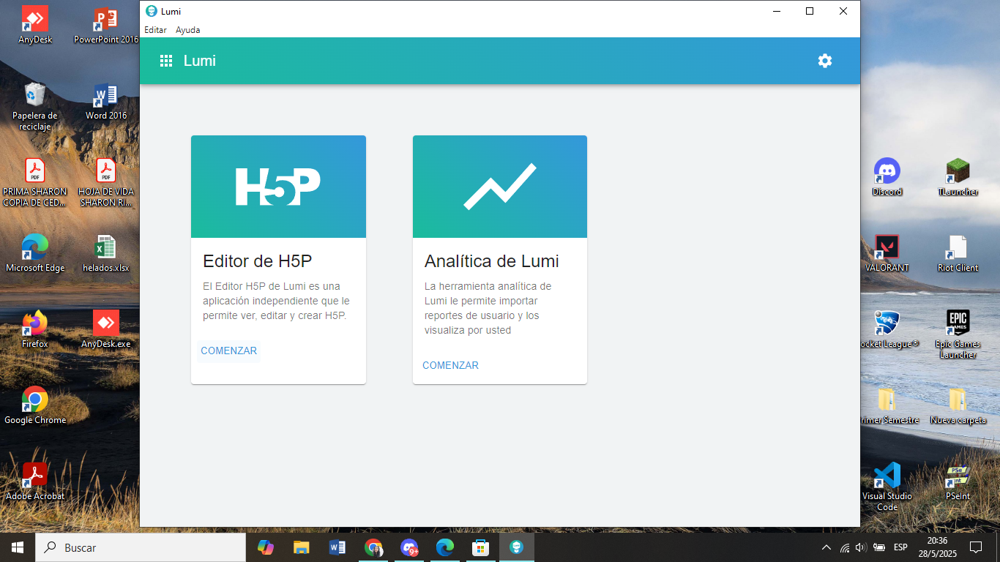 Lumi
Editar Ayuda
Lumi
H5P
Editor de H5P
El Editor H5P de Lumi es una
aplicación independiente que le
permite ver, editar y crear H5P.
COMENZAR
Analítica de Lumi
La herramienta analítica de
Lumi le permite importar
reportes de usuario y los
visualiza por usted
COMENZAR
AnyDesk
PowerPoint 2016
Papelera de
reciclaje
Word 2016
PDF
PRIMA SHARON
COPIA DE CED...
PDF
HOJA DE VIDA
SHARON RI...
Microsoft Edge
helados.xlsx
Firefox
AnyDesk.exe
Google Chrome
Adobe Acrobat
Discord
TLauncher
VALORANT
Riot Client
ocket League®
EPIC
GAMES
Epic Games
Launcher
rimer Semestre
Nueva carpeta
Visual Studio
Code
PSe
Int
PSeInt
Buscar
9+
ESP
20:36
28/5/2025